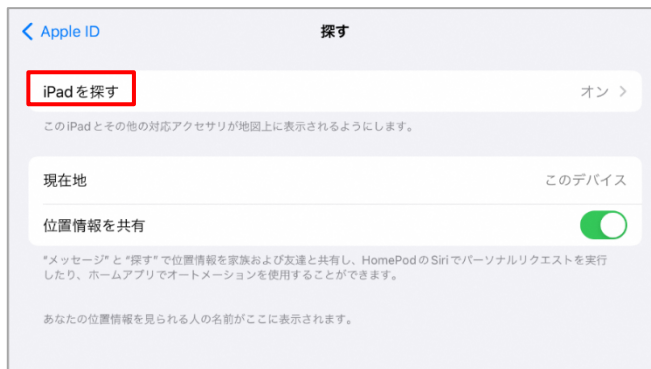 Apple ID
探す
iPadを探す
オン
このiPadとその他の対応アクセサリが地図上に表示されるようにします。
現在地
このデバイス
位置情報を共有
"メッセージ" と "探す" で位置情報を家族および友達と共有し、HomePodのSiriでパーソナルリクエストを実行
したり、ホームアプリでオートメーションを使用することができます。
あなたの位置情報を見られる人の名前がここに表示されます。